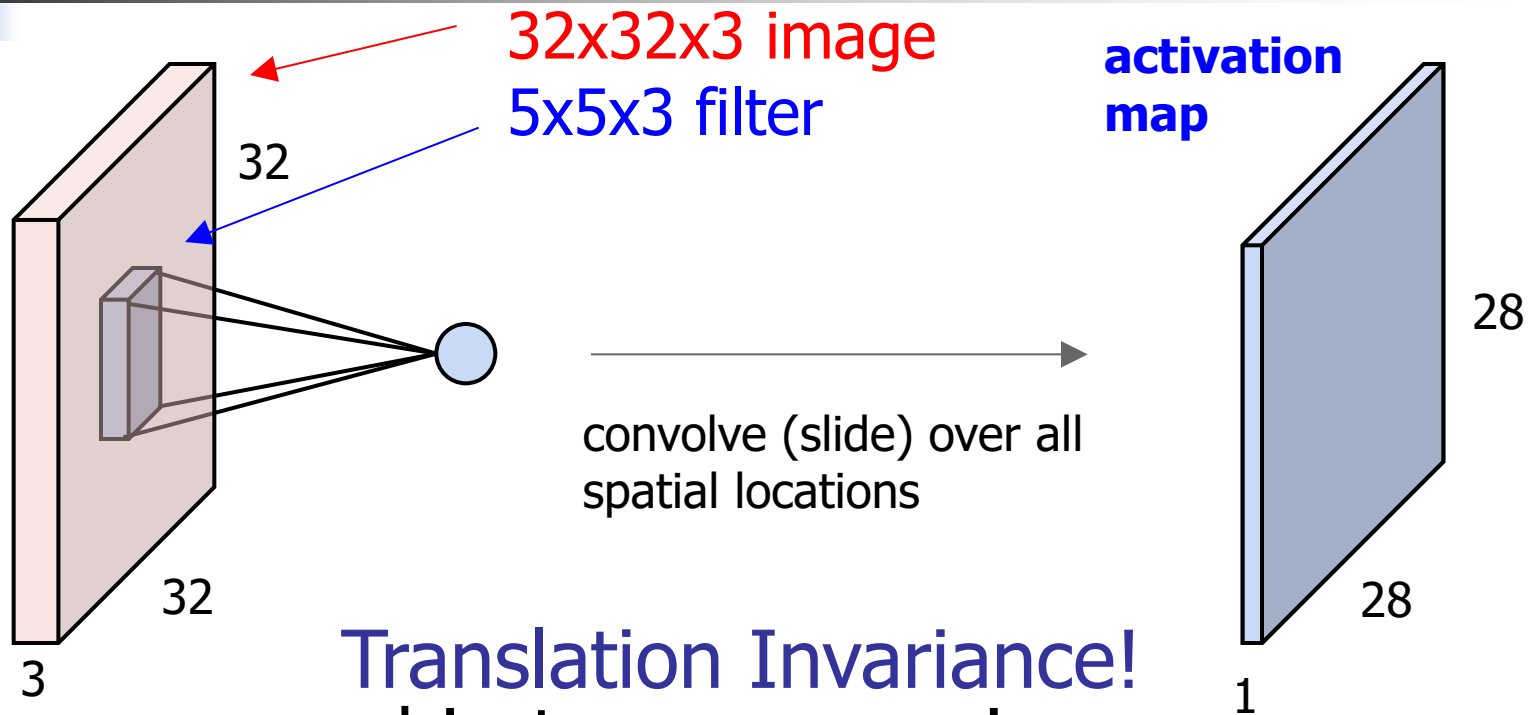 32x32x3 image
5x5x3 filter
activation
map
32
28
convolve (slide) over all
spatial locations
32
28
3
Translation Invariance!
1